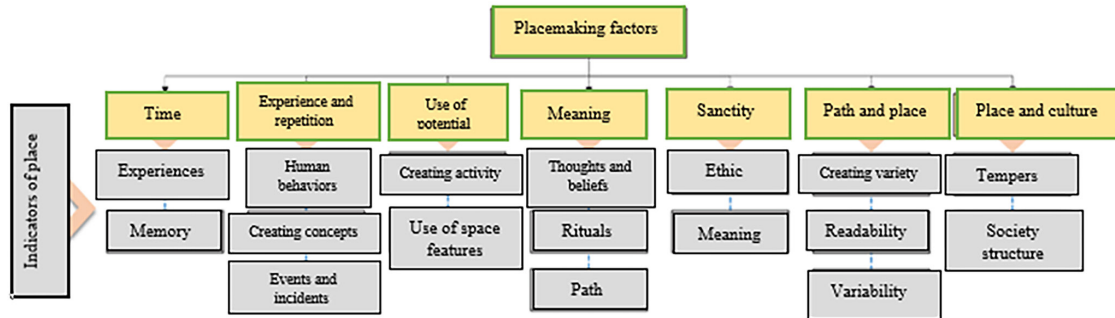 Placemaking factors
Time
Experience and
repetition
Use of
potential
Meaning
Sanctity
Path and place
Place and culture
Indicators of place
Experiences
Memory
Human
behaviors
Creating concepts
Events and
incidents
Creating activity
Use of space
features
Thoughts and
beliefs
Rituals
Path
Ethic
Meaning
Creating variety
Readability
Variability
Tempers
Society
structure